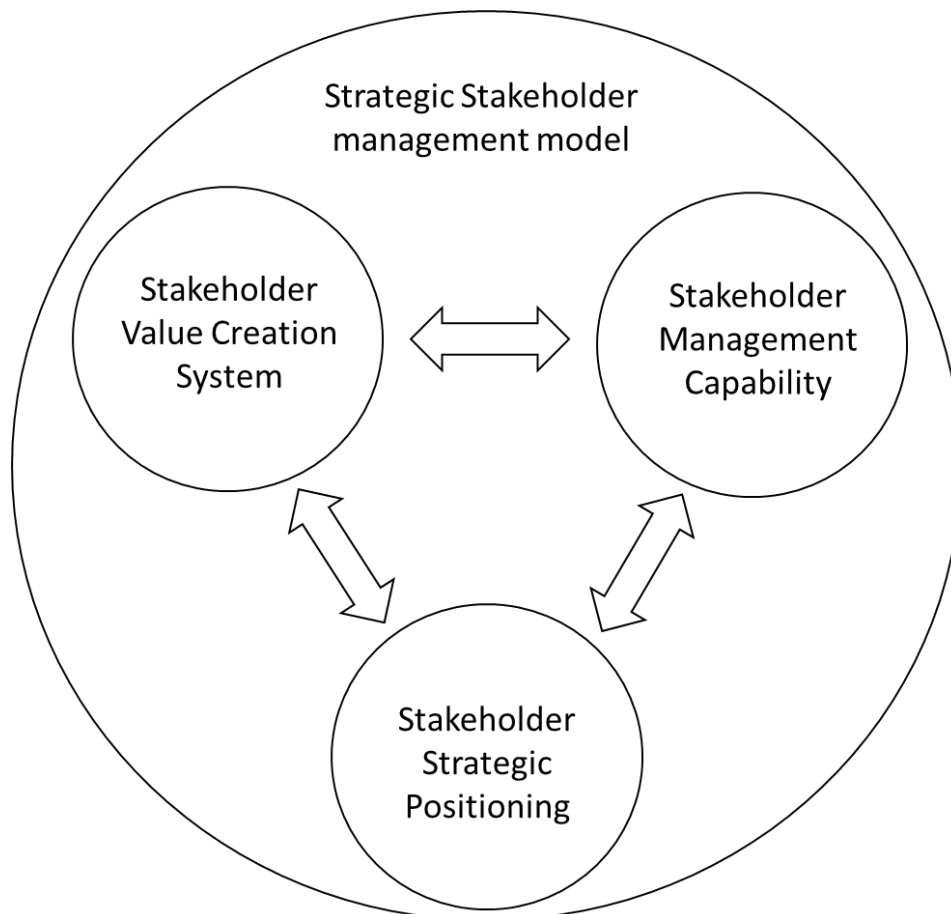 Strategic Stakeholder
management model
Stakeholder
Value Creation
System
Stakeholder
Management
Capability
Stakeholder
Strategic
Positioning